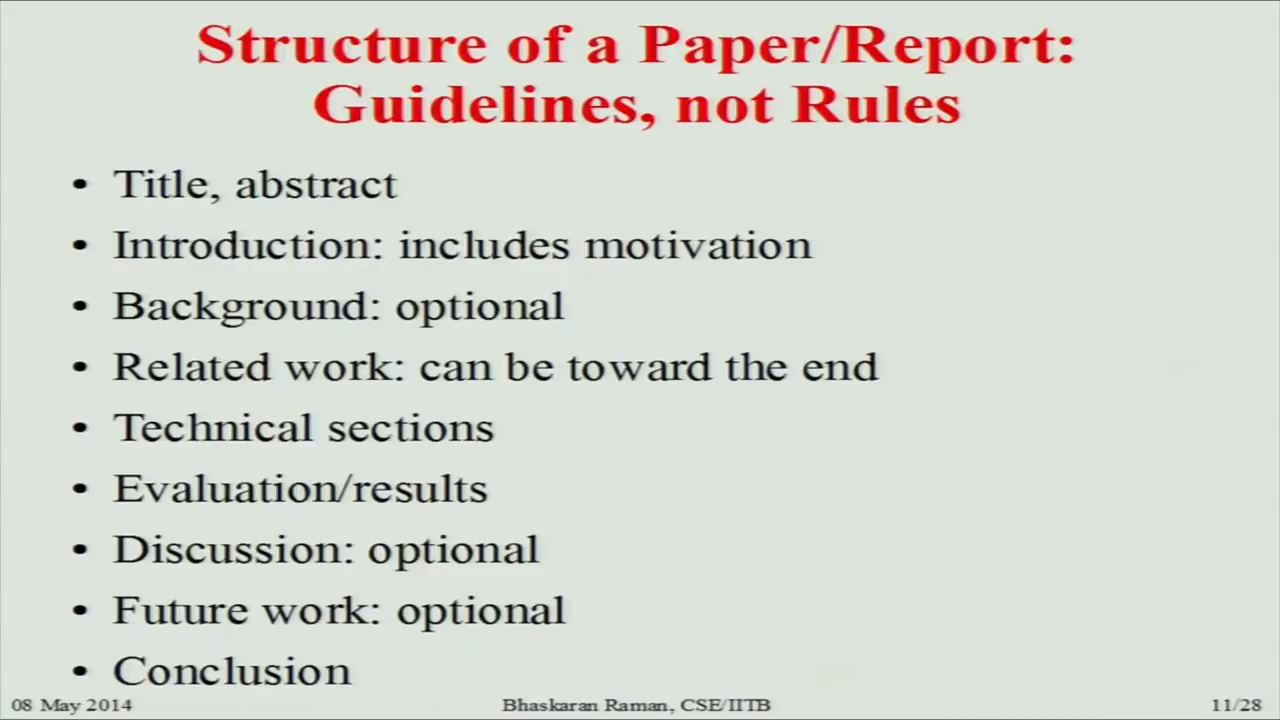 Structure of a Paper/Report:
Guidelines, not Rules
• Title, abstract
• Introduction: includes motivation
• Background: optional
• Related work: can be toward the end
• Technical sections
• Evaluation/results
• Discussion: optional
• Future work: optional
• Conclusion
08 May 2014
Bhaskaran Raman, CSE/IITB
11/28